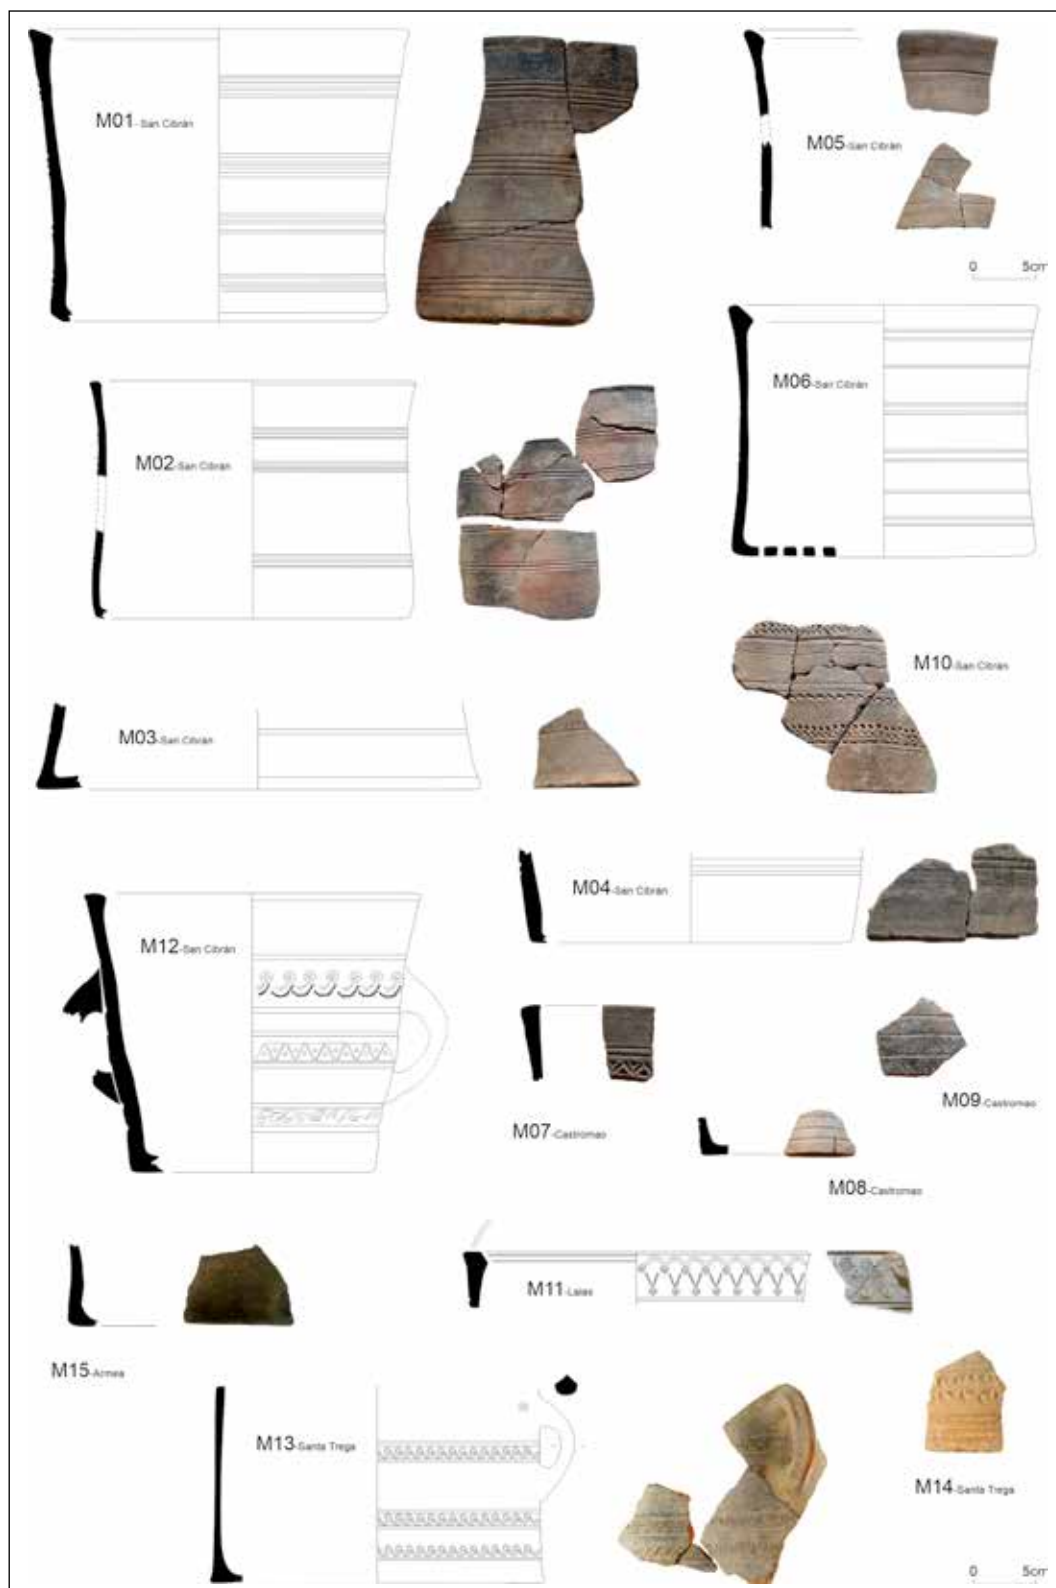 M01-San Cibrán
M05-San Cibrán
0 5cm
M06-San Cibrán
M02-San Cibrán
M10-San Cibrán
M03-San Cibrán
M04-San Cibrán
M12-San Cibrán
M09-Castromao
M07-Castromao
M08-Castromao
M11-Laias
M15-Armea
M13-Santa Trega
M14-Santa Trega
0 5cm